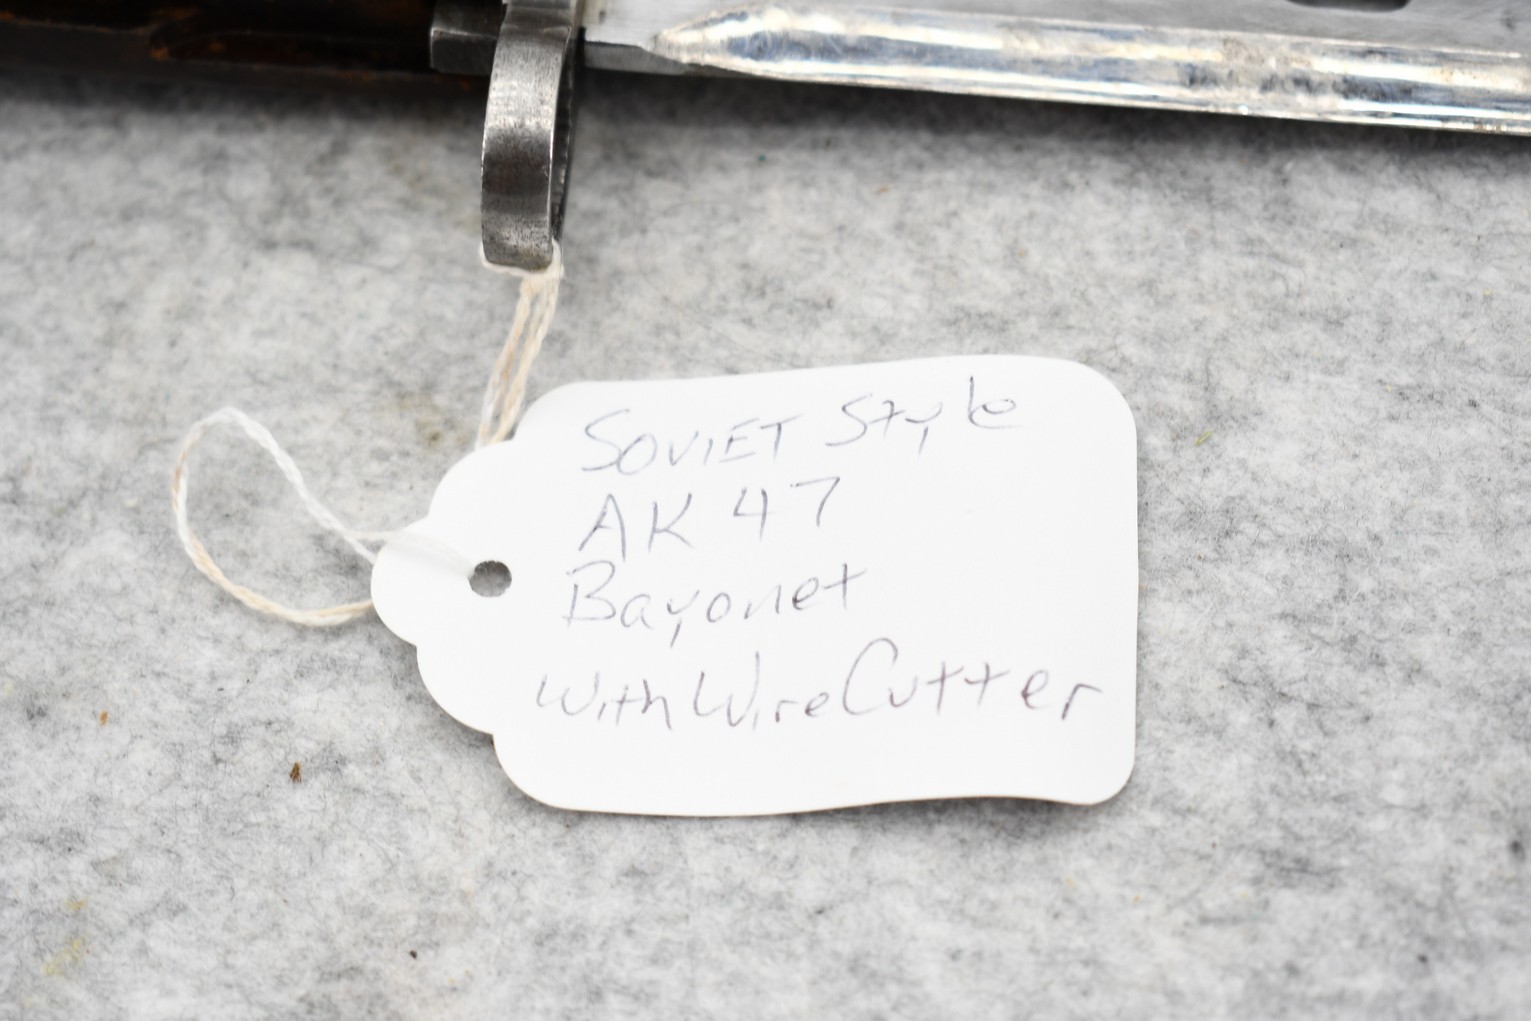 SOVIET Style
AK 47
Bayonet
With Wire Cutter